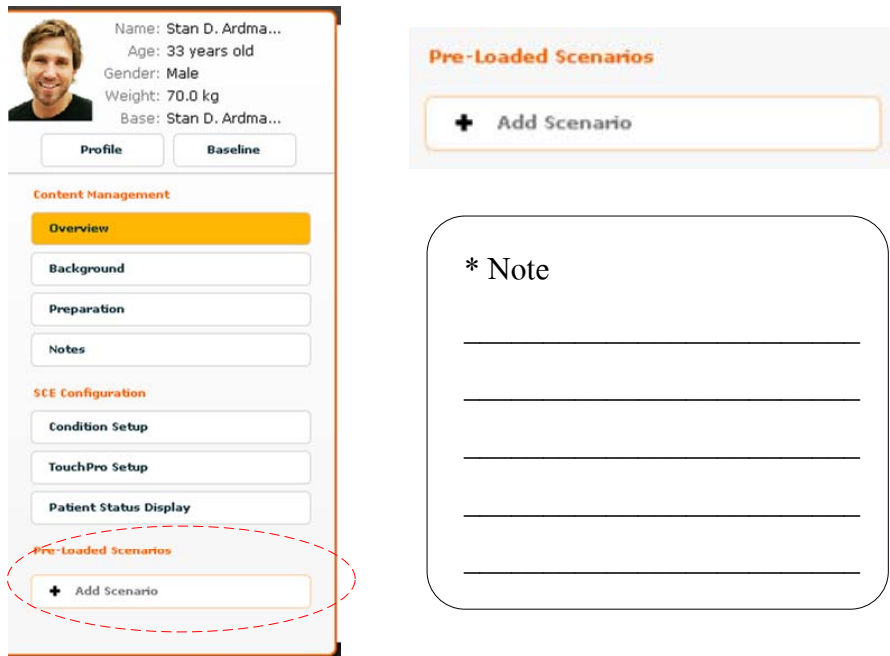 Name: Stan D. Ardma...
Age: 33 years old
Gender: Male
Weight: 70.0 kg
Base: Stan D. Ardma...
Profile Baseline
Content Management
Overview
Background
Preparation
Notes
SCE Configuration
Condition Setup
TouchPro Setup
Patient Status Display
Pre-Loaded Scenarios
+ Add Scenario
Pre-Loaded Scenarios
+ Add Scenario
* Note